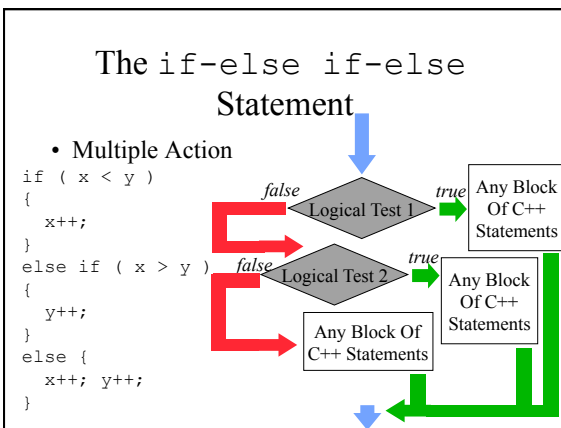 The if-else if-else
Statement
• Multiple Action
if ( x < y )
{
x++;
}
else if ( x > y )
{
y++;
}
else {
x++; y++;
}
false
Logical Test 1
true
Any Block
Of C++
Statements
false
Logical Test 2
true
Any Block
Of C++
Statements
Any Block Of
C++ Statements